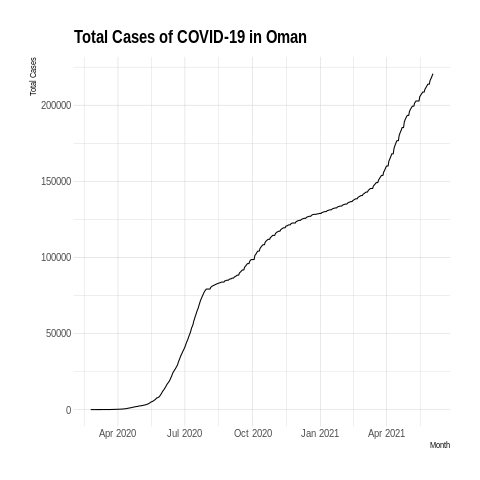 Total Cases of COVID-19 in Oman
Total Cases
200000
150000
100000
50000
0
Apr 2020 Jul 2020 Oct 2020 Jan 2021 Apr 2021
Month